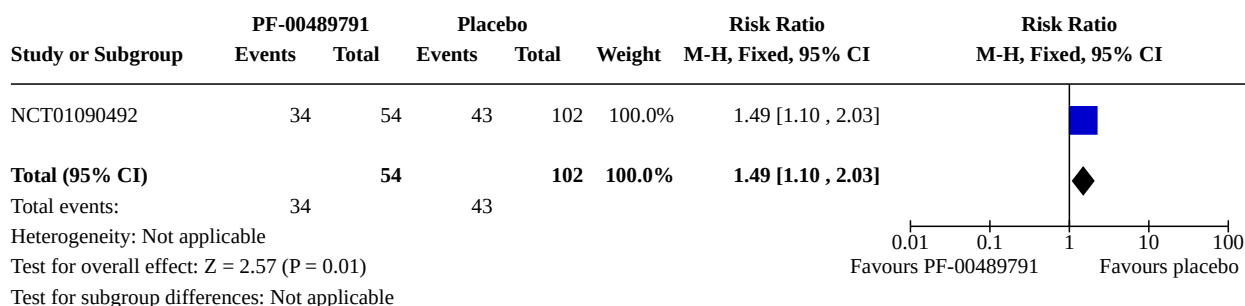 PF-00489791 Placebo Risk Ratio Risk Ratio
Study or Subgroup Events Total Events Total Weight M-H, Fixed, 95% CI M-H, Fixed, 95% CI
NCT01090492 34 54 43 102 100.0% 1.49 [1.10 , 2.03]
Total (95% CI) 54 102 100.0% 1.49 [1.10 , 2.03]
Total events: 34 43
Heterogeneity: Not applicable 0.01 0.1 1 10 100
Test for overall effect: Z = 2.57 (P = 0.01) Favours PF-00489791 Favours placebo
Test for subgroup differences: Not applicable